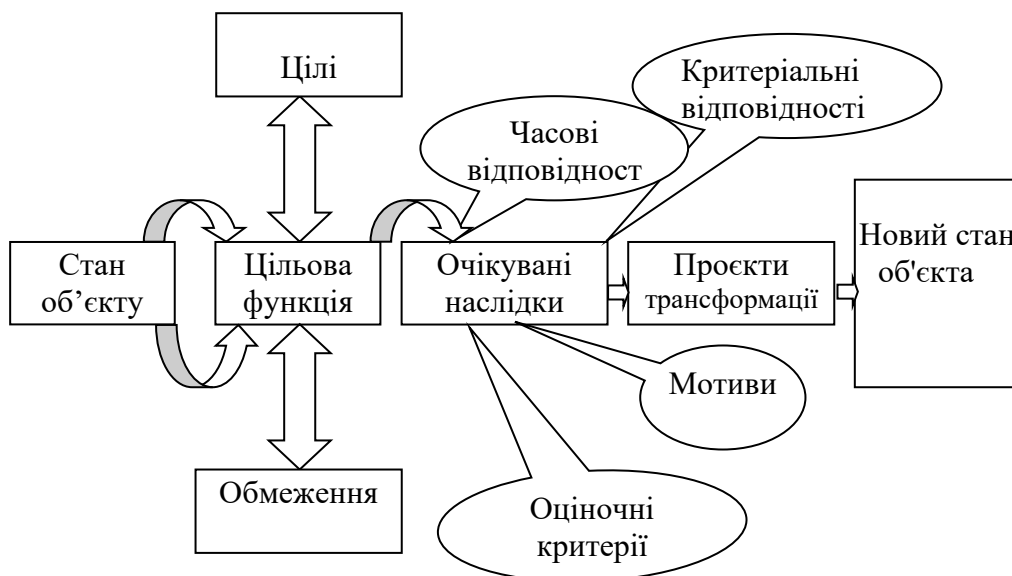 Цілі
Критеріальні
відповідності
Часові
відповідност
Стан
об’єкту
Цільова
функція
Очікувані
наслідки
Проєкти
трансформації
Новий стан
об'єкта
Мотиви
Обмеження
Оціночні
критерії